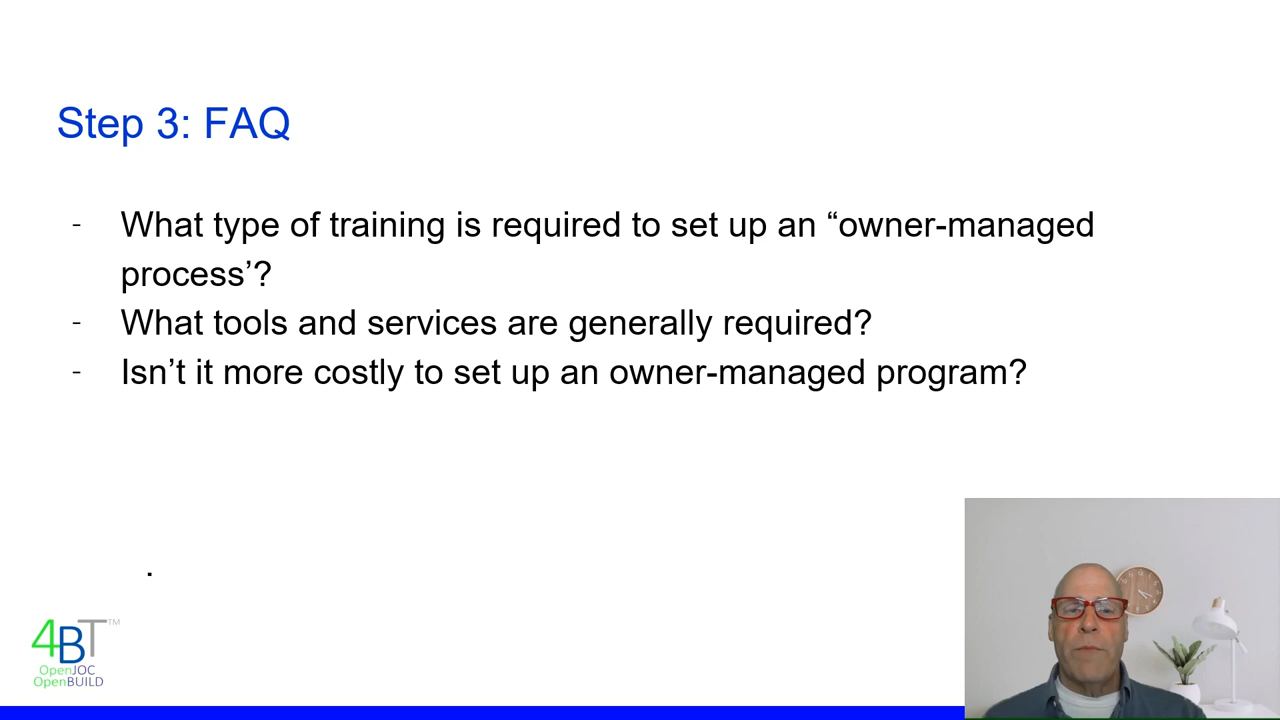 Step 3: FAQ
- What type of training is required to set up an “owner-managed
process’?
- What tools and services are generally required?
- Isn’t it more costly to set up an owner-managed program?
.
4BT™
OpenJOC
OpenBUILD